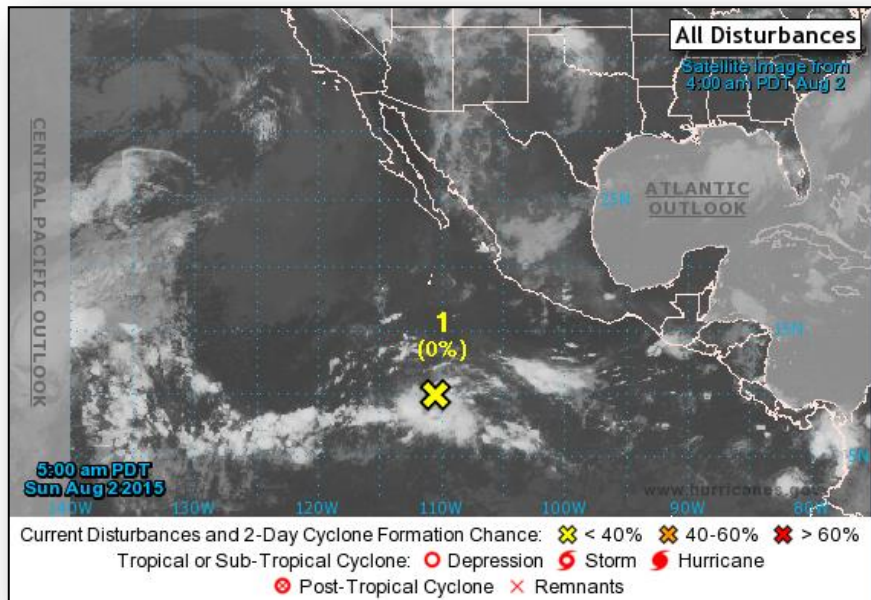 All Disturbances
Satellite Image from
4:00 am PDT Aug 2
CENTRAL PACIFIC OUTLOOK
ATLANTIC
OUTLOOK
25N
1
(0%)
15N
5N
5:00 am PDT
Sun Aug 2 2015
www.hurricanes.gov
140W 130W 120W 110W 100W 90W 80W
Current Disturbances and 2-Day Cyclone Formation Chance: < 40% 40-60% > 60%
Tropical or Sub-Tropical Cyclone: Depression Storm Hurricane
Post-Tropical Cyclone Remnants